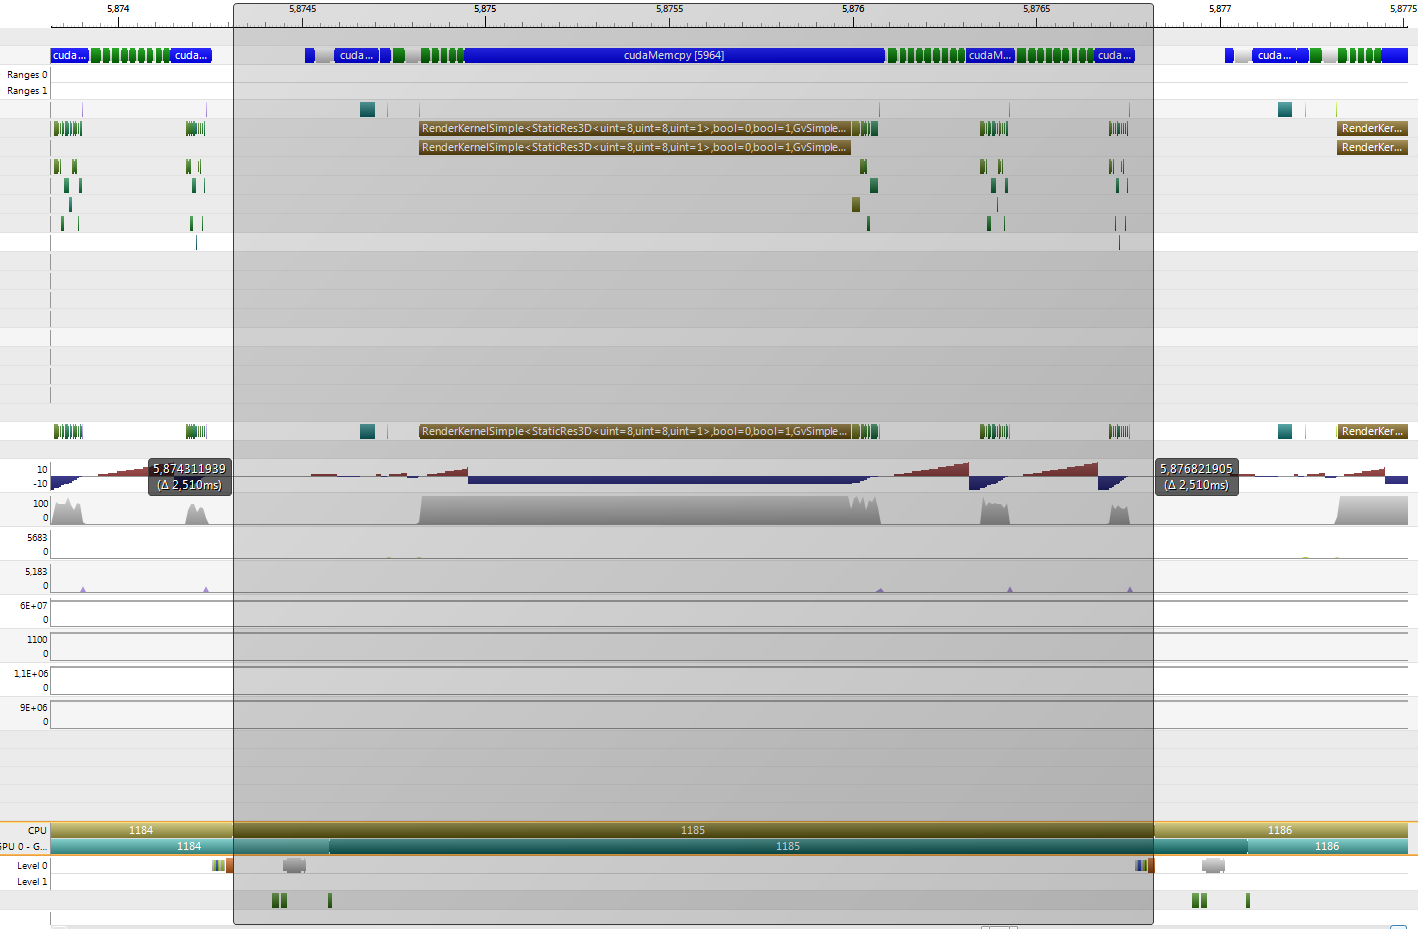 5,874 5,8745 5,875 5,8755 5,876 5,8765 5,877 5,8775
cuda... cuda... cuda... cudaMemcpy [5964] cudaM... cuda... cuda...
Ranges 0
Ranges 1
RenderKernelSimple<StaticRes3D<uint=8,uint=8,uint=1>,bool=0,bool=1,GvSimple... RenderKer...
RenderKernelSimple<StaticRes3D<uint=8,uint=8,uint=1>,bool=0,bool=1,GvSimple... RenderKer...
RenderKernelSimple<StaticRes3D<uint=8,uint=8,uint=1>,bool=0,bool=1,GvSimple... RenderKer...
10 5,874311939 5,876821905
-10 (Δ 2,510ms) (Δ 2,510ms)
100
0
5683
0
5,183
0
6E+07
0
1100
0
1,1E+06
0
9E+06
0
CPU 1184 1185 1186
GPU 0 - G... 1184 1185 1186
Level 0
Level 1